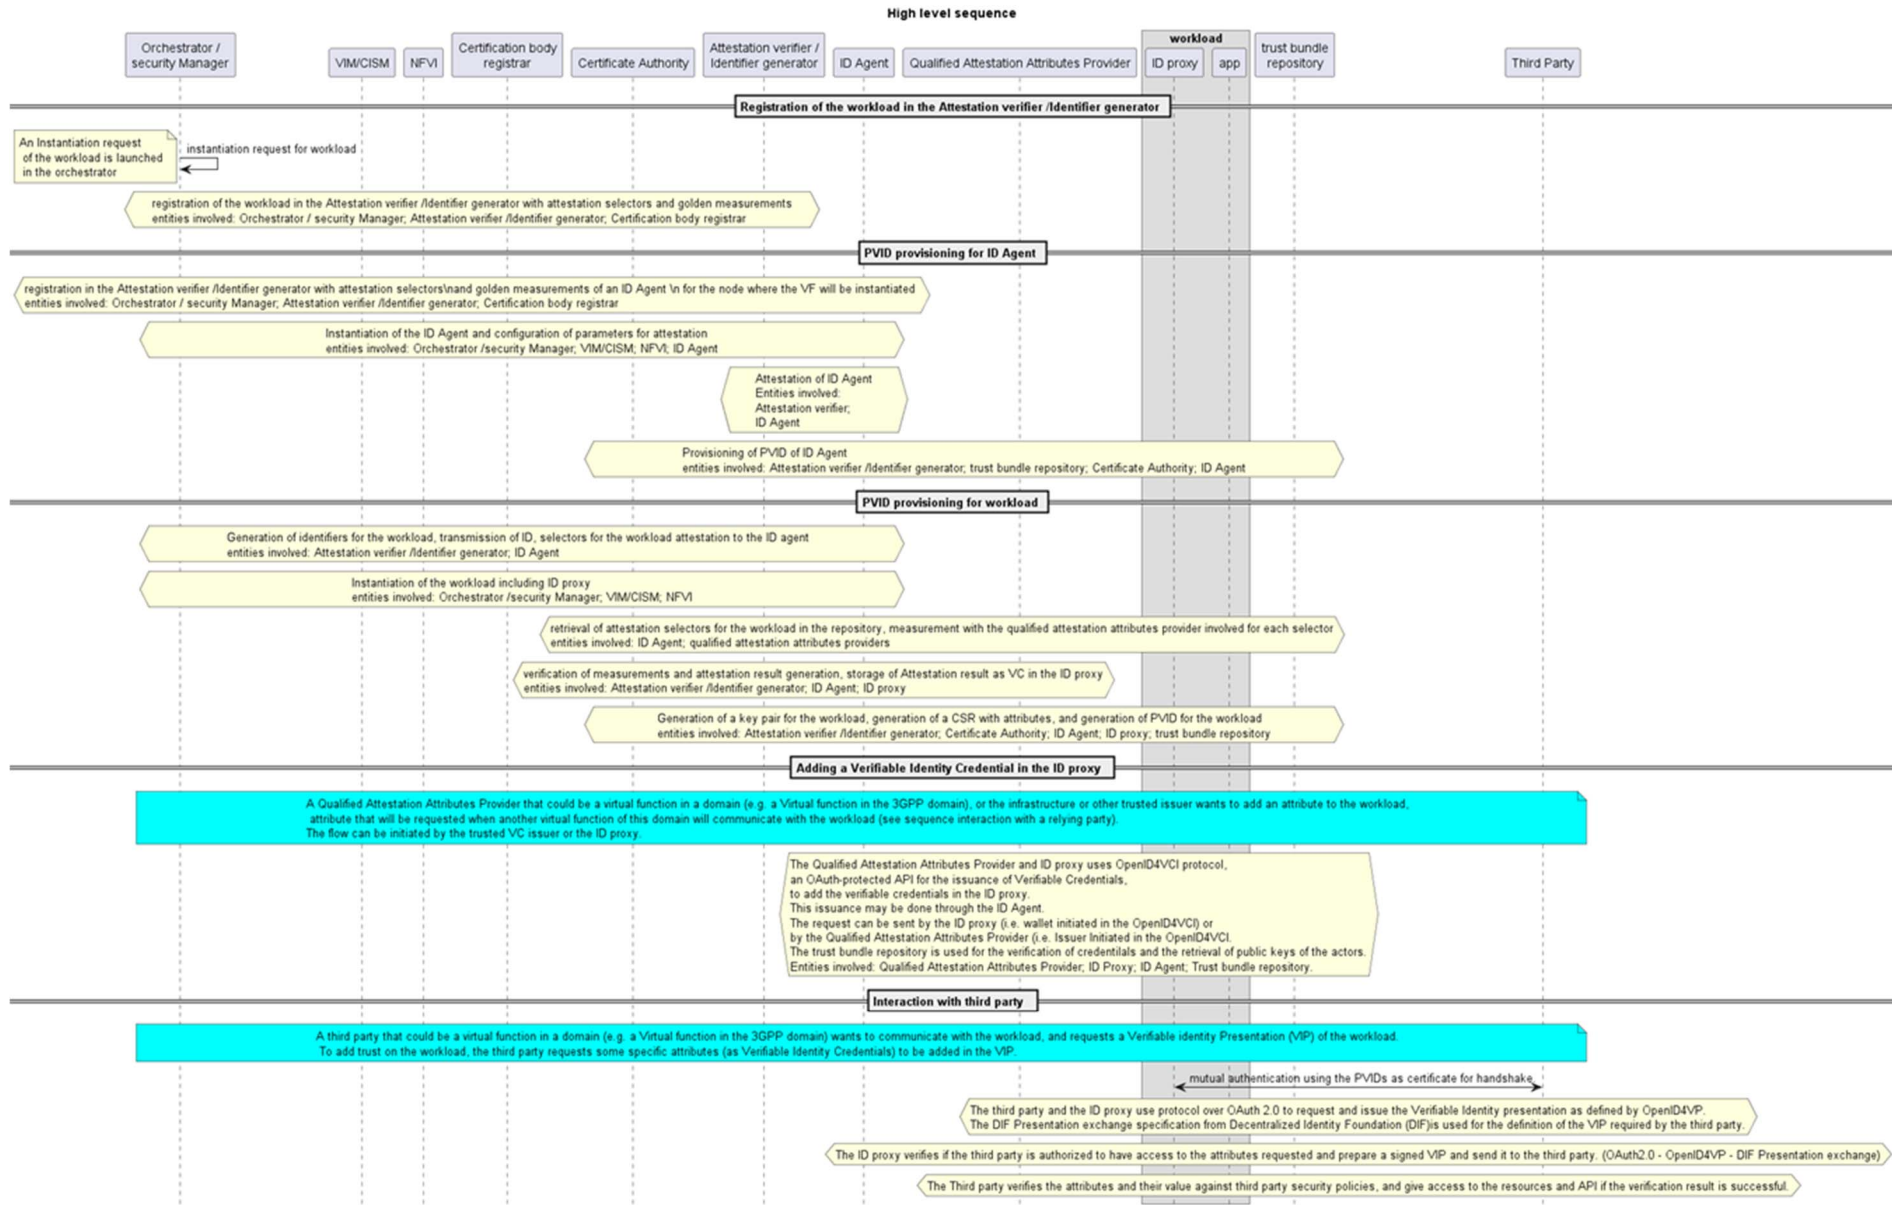 High level sequence
Orchestrator /
security Manager
VIM/CISM
NFVI
Certification body
registrar
Certificate Authority
Attestation verifier /
Identifier generator
ID Agent
Qualified Attestation Attributes Provider
workload
ID proxy
app
trust bundle
repository
Third Party
Registration of the workload in the Attestation verifier /Identifier generator
An Instantiation request
of the workload is launched
in the orchestrator
instantiation request for workload
registration of the workload in the Attestation verifier /Identifier generator with attestation selectors and golden measurements
entities involved: Orchestrator / security Manager; Attestation verifier /Identifier generator; Certification body registrar
PVID provisioning for ID Agent
registration in the Attestation verifier /Identifier generator with attestation selectors\nand golden measurements of an ID Agent \n for the node where the VF will be instantiated
entities involved: Orchestrator / security Manager; Attestation verifier /Identifier generator; Certification body registrar
Instantiation of the ID Agent and configuration of parameters for attestation
entities involved: Orchestrator /security Manager; VIM/CISM; NFVI; ID Agent
Attestation of ID Agent
Entities involved:
Attestation verifier;
ID Agent
Provisioning of PVID of ID Agent
entities involved: Attestation verifier /Identifier generator; trust bundle repository; Certificate Authority; ID Agent
PVID provisioning for workload
Generation of identifiers for the workload, transmission of ID, selectors for the workload attestation to the ID agent
entities involved: Attestation verifier /Identifier generator; ID Agent
Instantiation of the workload including ID proxy
entities involved: Orchestrator /security Manager; VIM/CISM; NFVI
retrieval of attestation selectors for the workload in the repository, measurement with the qualified attestation attributes provider involved for each selector
entities involved: ID Agent; qualified attestation attributes providers
verification of measurements and attestation result generation, storage of Attestation result as VC in the ID proxy
entities involved: Attestation verifier /Identifier generator; ID Agent; ID proxy
Generation of a key pair for the workload, generation of a CSR with attributes, and generation of PVID for the workload
entities involved: Attestation verifier /Identifier generator; Certificate Authority; ID Agent; ID proxy; trust bundle repository
Adding a Verifiable Identity Credential in the ID proxy
A Qualified Attestation Attributes Provider that could be a virtual function in a domain (e.g. a Virtual function in the 3GPP domain), or the infrastructure or other trusted issuer wants to add an attribute to the workload,
attribute that will be requested when another virtual function of this domain will communicate with the workload (see sequence interaction with a relying party).
The flow can be initiated by the trusted VC issuer or the ID proxy.
The Qualified Attestation Attributes Provider and ID proxy uses OpenID4VCI protocol,
an OAuth-protected API for the issuance of Verifiable Credentials,
to add the verifiable credentials in the ID proxy.
This issuance may be done through the ID Agent.
The request can be sent by the ID proxy (i.e. wallet initiated in the OpenID4VCI) or
by the Qualified Attestation Attributes Provider (i.e. Issuer Initiated in the OpenID4VCI.
The trust bundle repository is used for the verification of credentilals and the retrieval of public keys of the actors.
Entities involved: Qualified Attestation Attributes Provider; ID Proxy; ID Agent; Trust bundle repository.
Interaction with third party
A third party that could be a virtual function in a domain (e.g. a Virtual function in the 3GPP domain) wants to communicate with the workload, and requests a Verifiable identity Presentation (VIP) of the workload.
To add trust on the workload, the third party requests some specific attributes (as Verifiable Identity Credentials) to be added in the VIP.
mutual authentication using the PVIDs as certificate for handshake
The third party and the ID proxy use protocol over OAuth 2.0 to request and issue the Verifiable Identity presentation as defined by OpenID4VP.
The DIF Presentation exchange specification from Decentralized Identity Foundation (DIF)is used for the definition of the VIP required by the third party.
The ID proxy verifies if the third party is authorized to have access to the attributes requested and prepare a signed VIP and send it to the third party. (OAuth2.0 - OpenID4VP - DIF Presentation exchange)
The Third party verifies the attributes and their value against third party security policies, and give access to the resources and API if the verification result is successful.